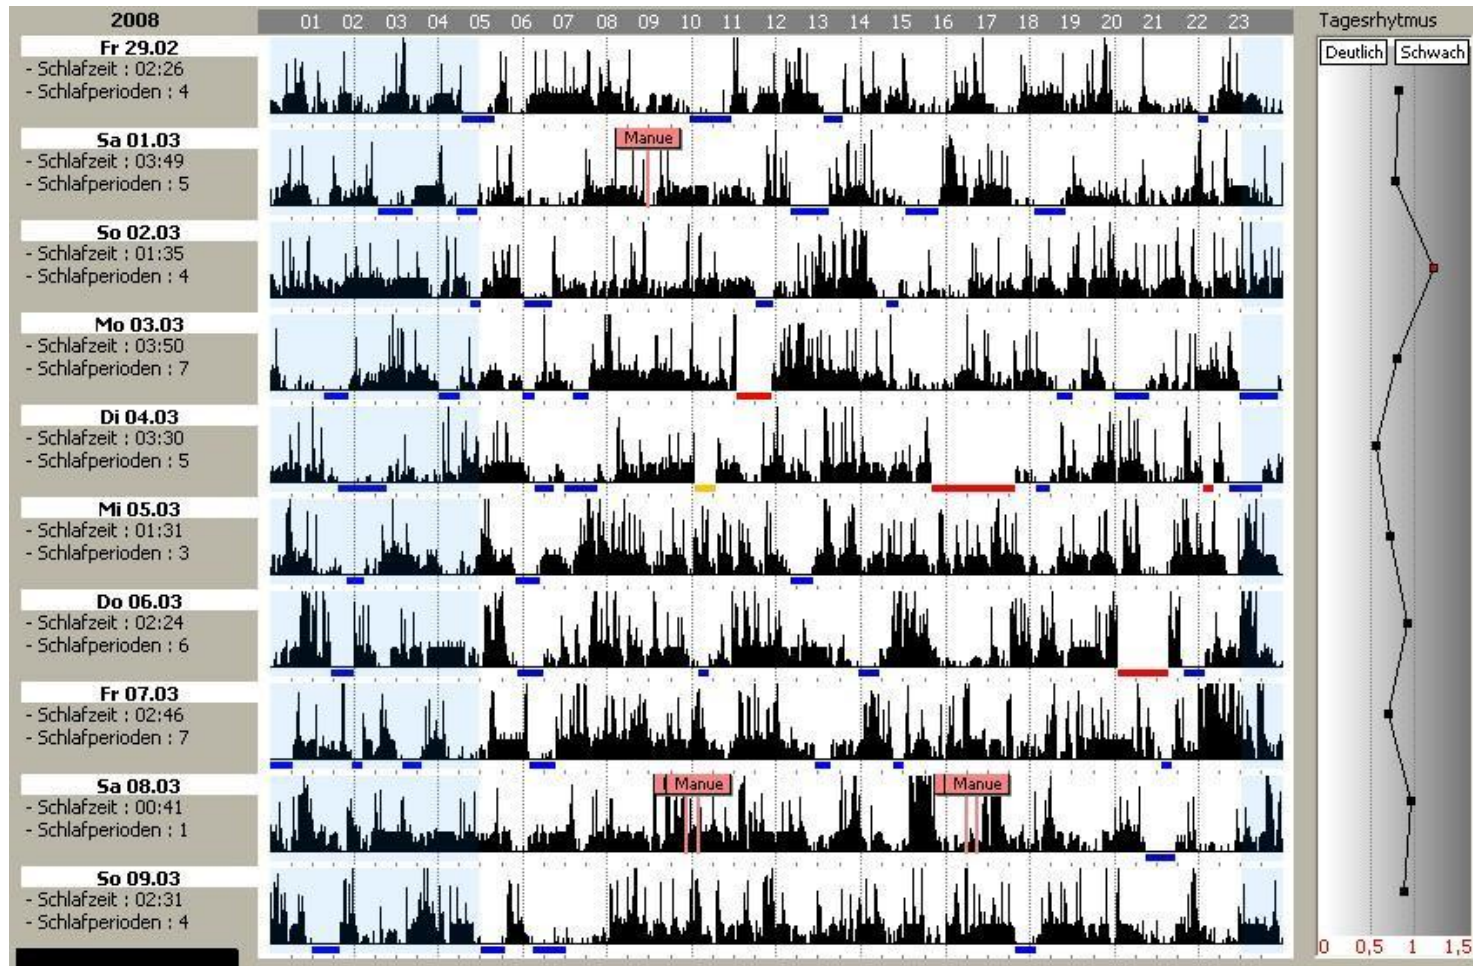 2008 01 02 03 04 05 06 07 08 09 10 11 12 13 14 15 16 17 18 19 20 21 22 23 Tagesrhytmus
Deutlich Schwach
Fr 29.02
- Schlafzeit : 02:26
- Schlafperioden : 4
Sa 01.03
- Schlafzeit : 03:49
- Schlafperioden : 5
Manue
So 02.03
- Schlafzeit : 01:35
- Schlafperioden : 4
Mo 03.03
- Schlafzeit : 03:50
- Schlafperioden : 7
Di 04.03
- Schlafzeit : 03:30
- Schlafperioden : 5
Mi 05.03
- Schlafzeit : 01:31
- Schlafperioden : 3
Do 06.03
- Schlafzeit : 02:24
- Schlafperioden : 6
Fr 07.03
- Schlafzeit : 02:46
- Schlafperioden : 7
Sa 08.03
- Schlafzeit : 00:41
- Schlafperioden : 1
Manue Manue
So 09.03
- Schlafzeit : 02:31
- Schlafperioden : 4
0 0,5 1 1,5